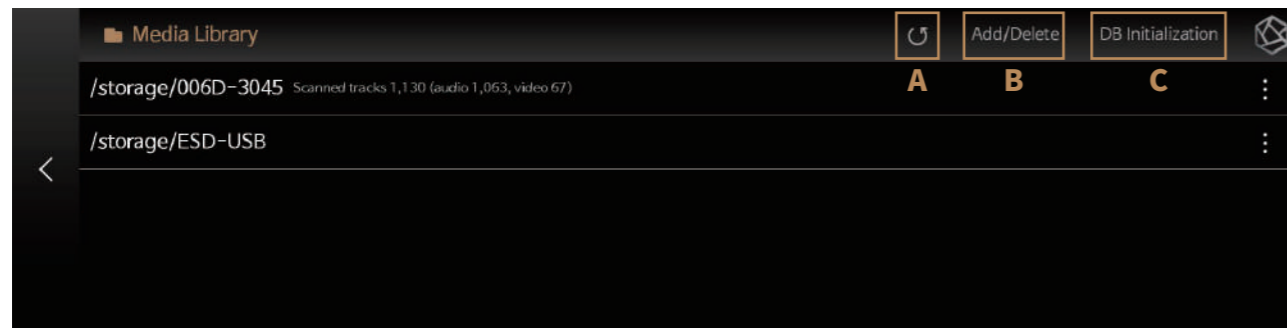 Media Library
Add/Delete
DB Initialization
A
B
C
/storage/006D-3045 Scanned tracks 1,130 (audio 1,063, video 67)
/storage/ESD-USB